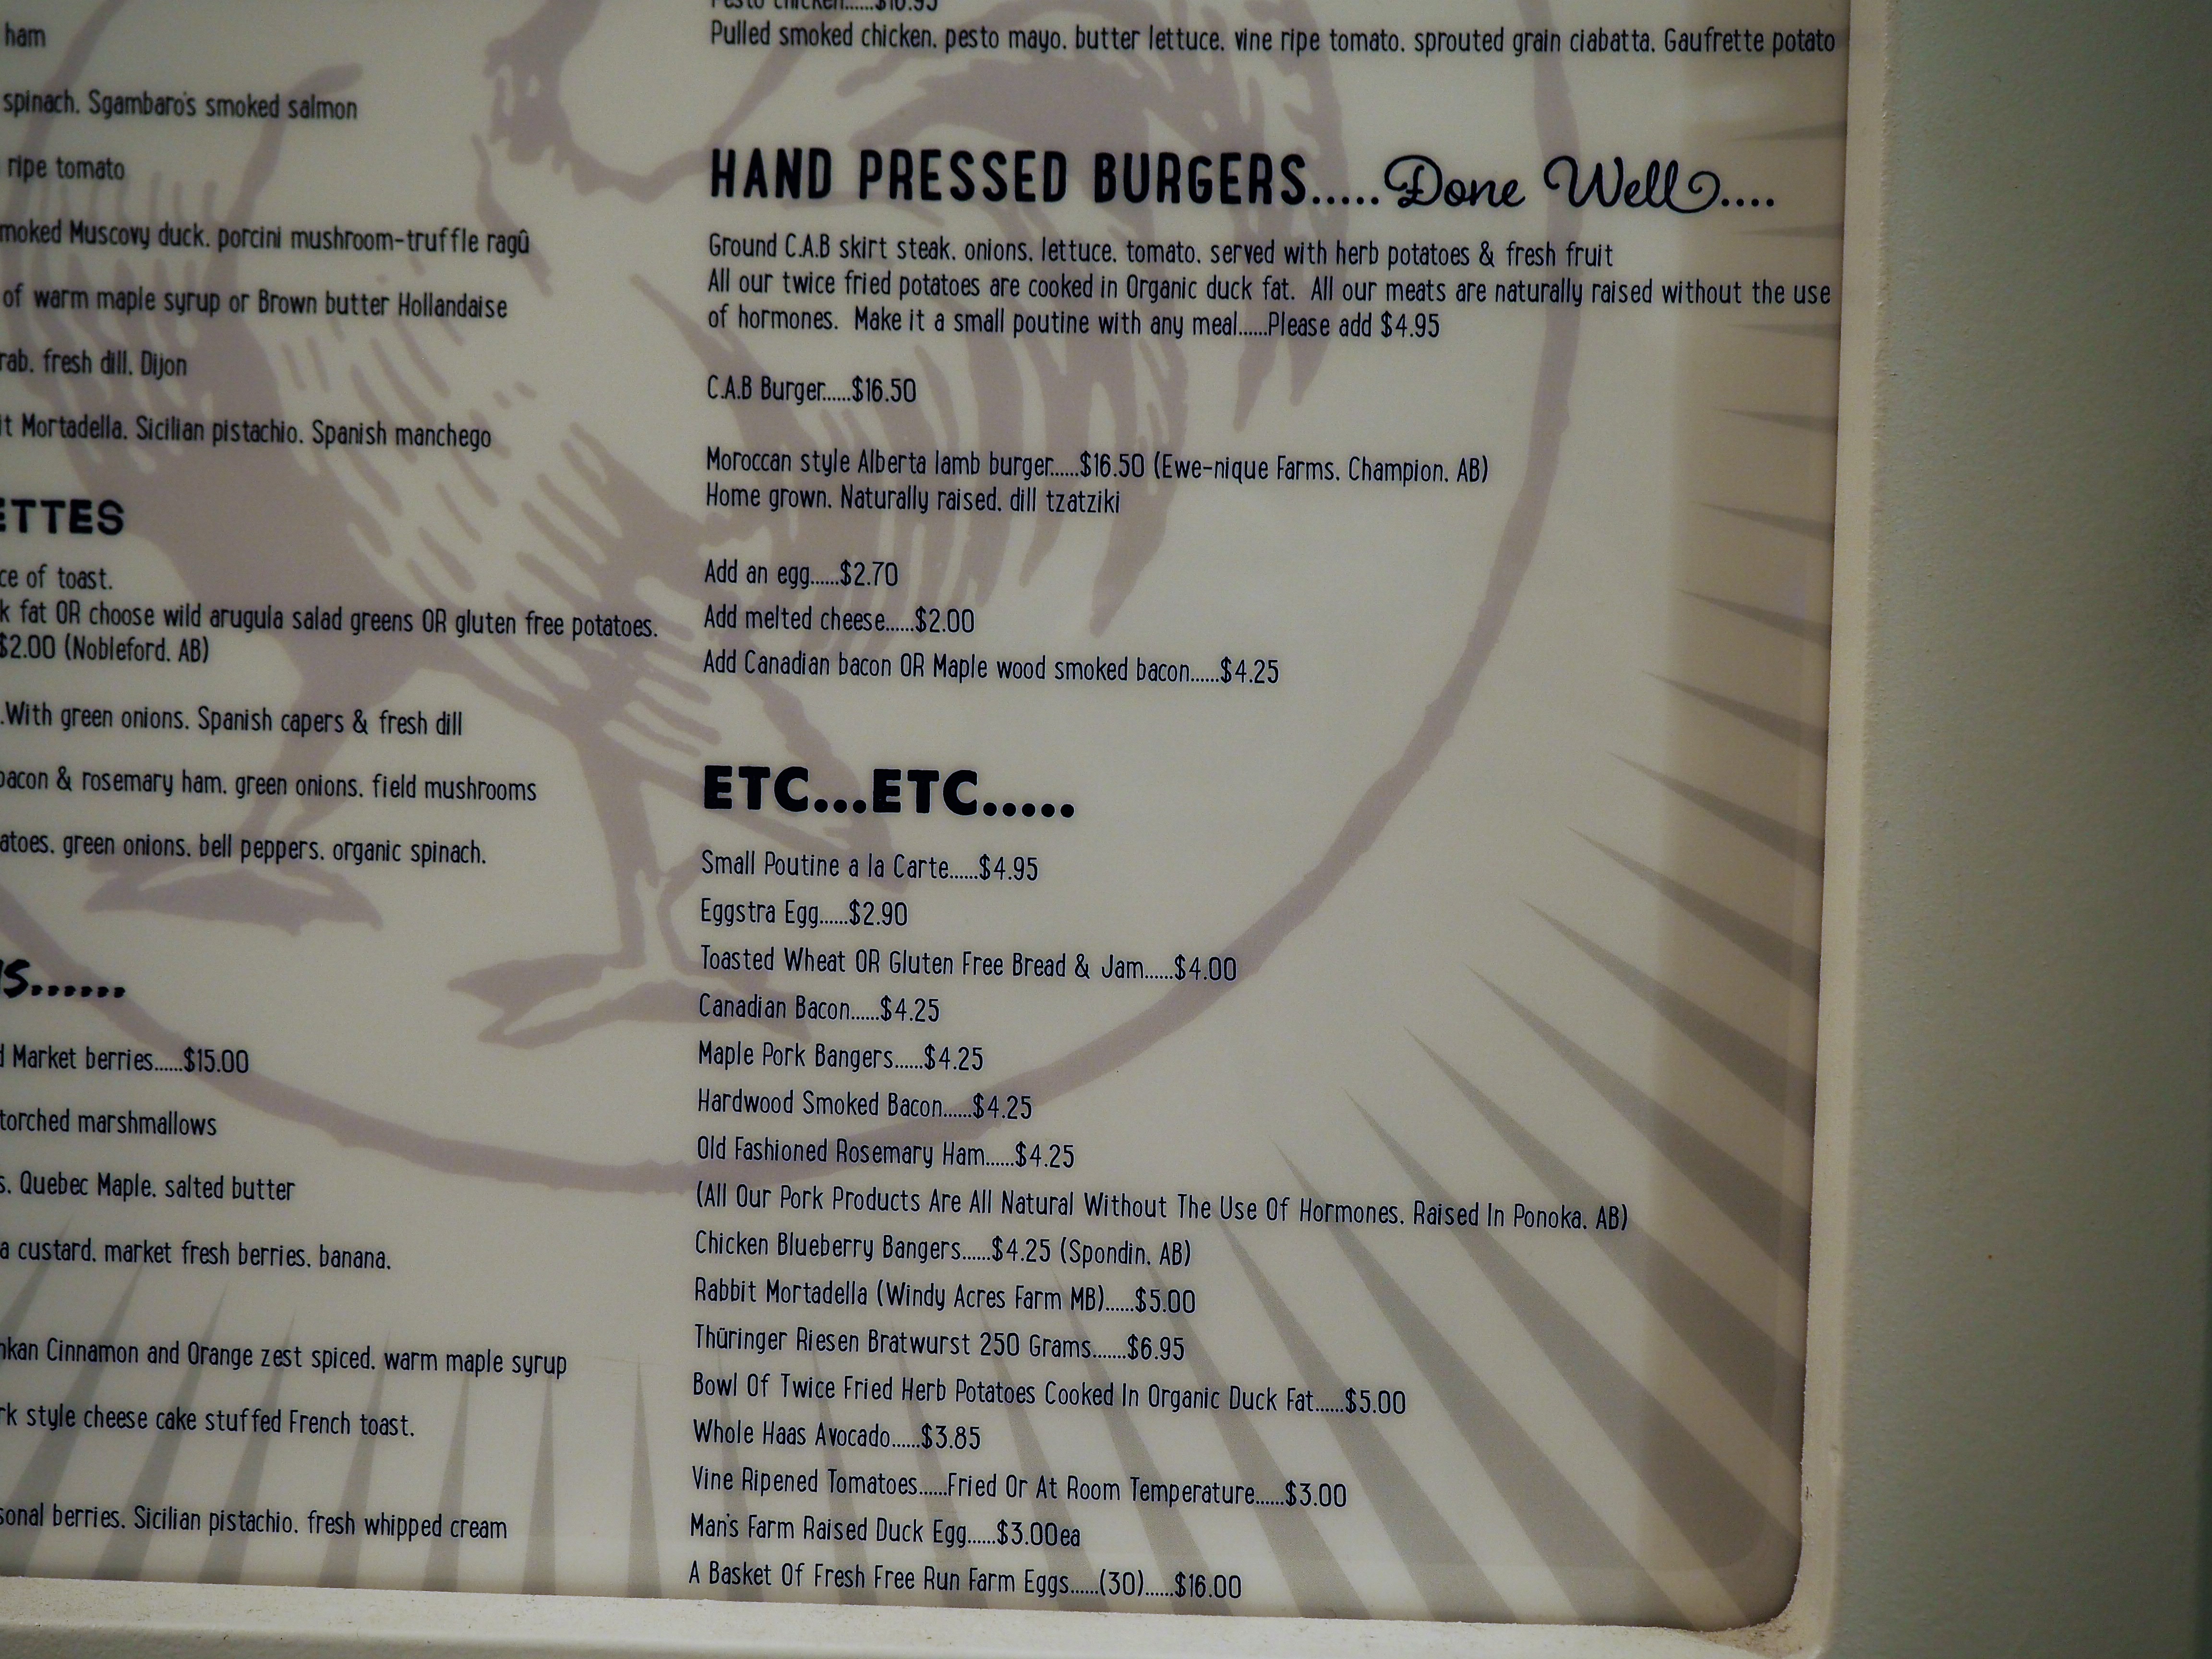 ham
spinach. Sgambaro's smoked salmon
ripe tomato
moked Muscovy duck. porcini mushroom-truffle ragû
of warm maple syrup or Brown butter Hollandaise
rab. fresh dill. Dijon
it Mortadella. Sicilian pistachio. Spanish manchego
ETTES
ce of toast.
k fat OR choose wild arugula salad greens OR gluten free potatoes.
$2.00 (Nobleford. AB)
.With green onions. Spanish capers & fresh dill
bacon & rosemary ham. green onions. field mushrooms
atoes. green onions. bell peppers. organic spinach.
s......
d Market berries......$15.00
torched marshmallows
s. Quebec Maple. salted butter
a custard. market fresh berries. banana.
nkan Cinnamon and Orange zest spiced. warm maple syrup
rk style cheese cake stuffed French toast.
sonal berries. Sicilian pistachio. fresh whipped cream
Pesto chicken......$16.95
Pulled smoked chicken. pesto mayo. butter lettuce. vine ripe tomato. sprouted grain ciabatta. Gaufrette potato
HAND PRESSED BURGERS.....Done Well....
Ground C.A.B skirt steak. onions. lettuce. tomato. served with herb potatoes & fresh fruit
All our twice fried potatoes are cooked in Organic duck fat. All our meats are naturally raised without the use
of hormones. Make it a small poutine with any meal......Please add $4.95
C.A.B Burger......$16.50
Moroccan style Alberta lamb burger......$16.50 (Ewe-nique Farms. Champion. AB)
Home grown. Naturally raised. dill tzatziki
Add an egg......$2.70
Add melted cheese......$2.00
Add Canadian bacon OR Maple wood smoked bacon......$4.25
ETC...ETC.....
Small Poutine a la Carte......$4.95
Eggstra Egg......$2.90
Toasted Wheat OR Gluten Free Bread & Jam......$4.00
Canadian Bacon......$4.25
Maple Pork Bangers......$4.25
Hardwood Smoked Bacon......$4.25
Old Fashioned Rosemary Ham......$4.25
(All Our Pork Products Are All Natural Without The Use Of Hormones. Raised In Ponoka. AB)
Chicken Blueberry Bangers......$4.25 (Spondin. AB)
Rabbit Mortadella (Windy Acres Farm MB)......$5.00
Thüringer Riesen Bratwurst 250 Grams.......$6.95
Bowl Of Twice Fried Herb Potatoes Cooked In Organic Duck Fat......$5.00
Whole Haas Avocado......$3.85
Vine Ripened Tomatoes......Fried Or At Room Temperature......$3.00
Man's Farm Raised Duck Egg......$3.00ea
A Basket Of Fresh Free Run Farm Eggs......(30)......$16.00